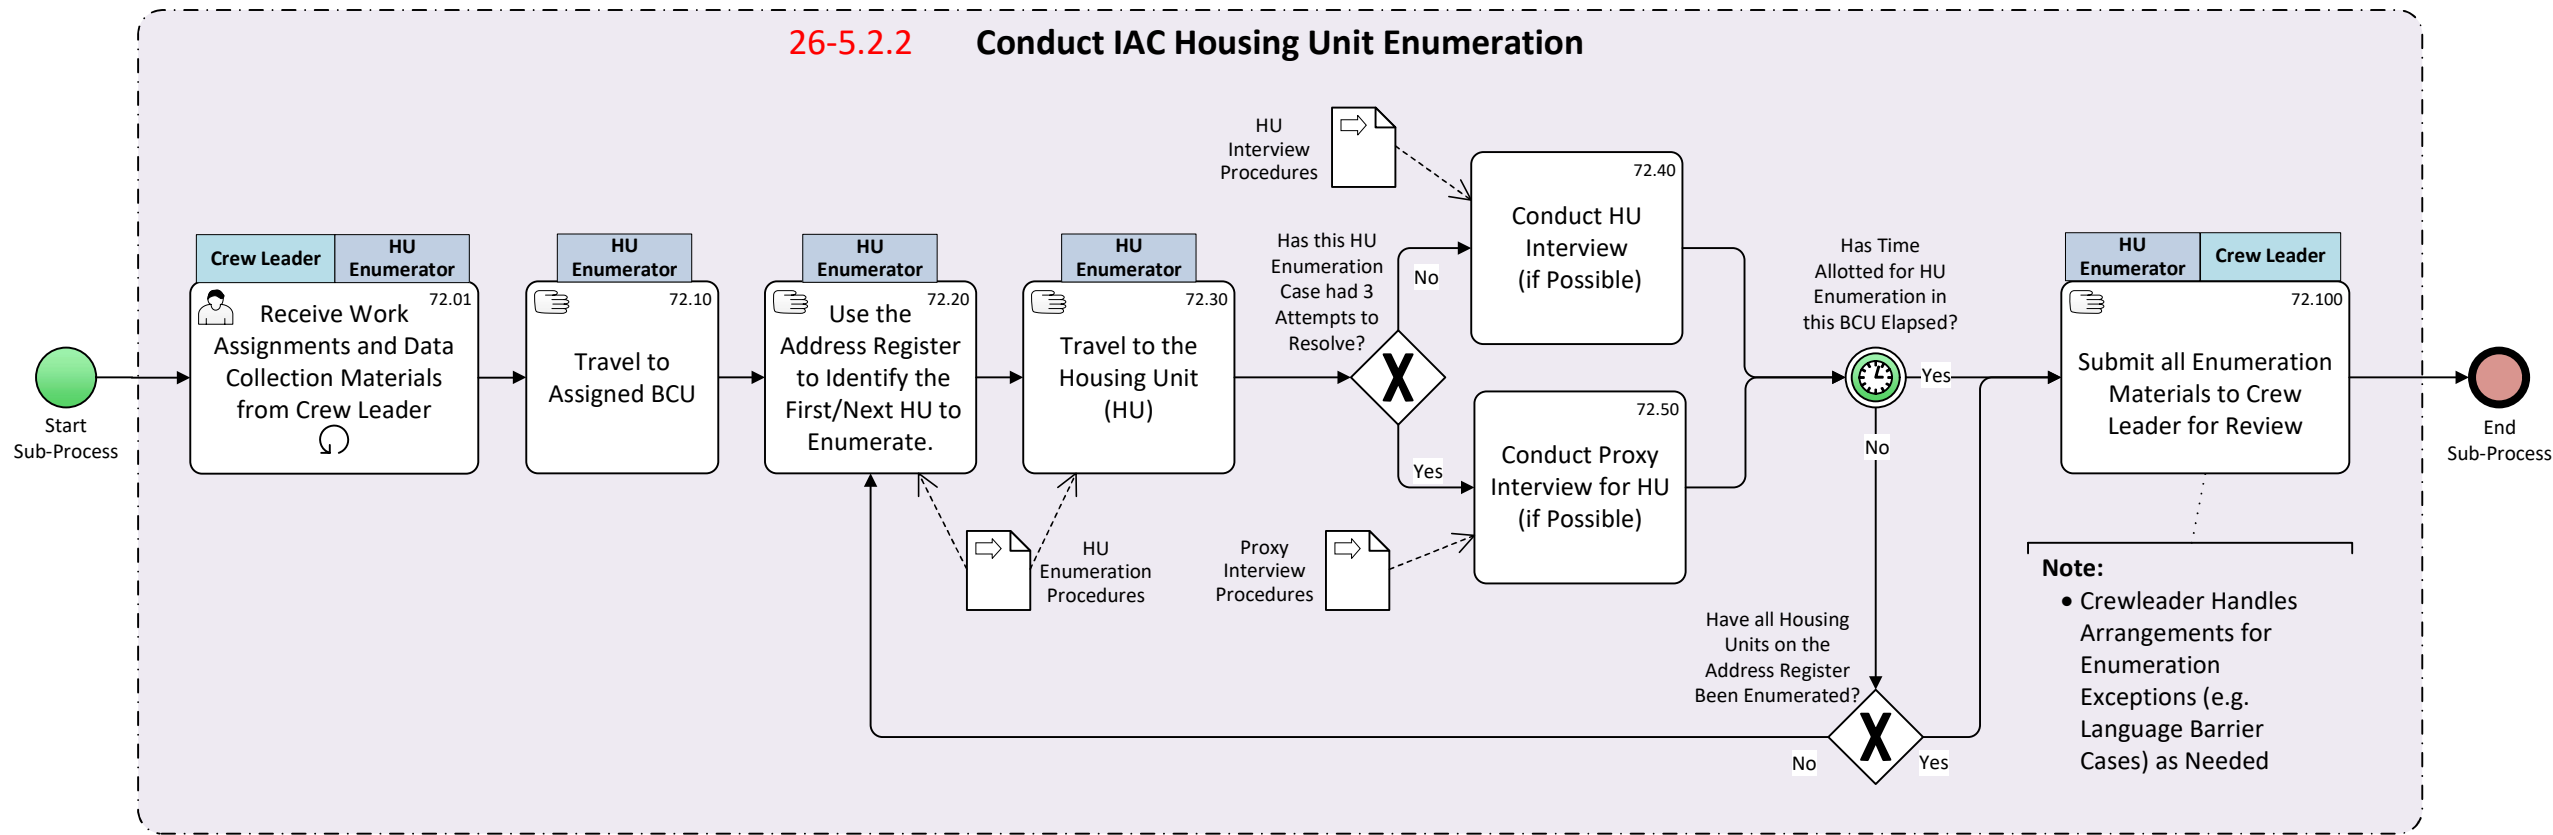 26-5.2.2 Conduct IAC Housing Unit Enumeration
Start
Sub-Process
Crew Leader
HU
Enumerator
72.01
Receive Work
Assignments and Data
Collection Materials
from Crew Leader
HU
Enumerator
72.10
Travel to
Assigned BCU
HU
Enumerator
72.20
Use the
Address Register
to Identify the
First/Next HU to
Enumerate.
HU
Enumerator
72.30
Travel to the
Housing Unit
(HU)
HU
Enumeration
Procedures
Has this HU
Enumeration
Case had 3
Attempts to
Resolve?
No
Yes
HU
Interview
Procedures
72.40
Conduct HU
Interview
(if Possible)
Proxy
Interview
Procedures
72.50
Conduct Proxy
Interview for HU
(if Possible)
Has Time
Allotted for HU
Enumeration in
this BCU Elapsed?
Yes
No
Have all Housing
Units on the
Address Register
Been Enumerated?
No
Yes
HU
Enumerator
Crew Leader
72.100
Submit all Enumeration
Materials to Crew
Leader for Review
Note:
• Crewleader Handles
Arrangements for
Enumeration
Exceptions (e.g.
Language Barrier
Cases) as Needed
End
Sub-Process